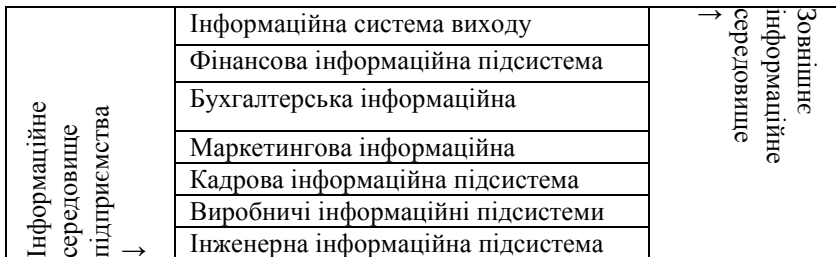 Інформаційне
середовище
підприємства
→
Інформаційна система виходу
Фінансова інформаційна підсистема
Бухгалтерська інформаційна
Маркетингова інформаційна
Кадрова інформаційна підсистема
Виробничі інформаційні підсистеми
Інженерна інформаційна підсистема
Зовнішнє
інформаційне
середовище
→